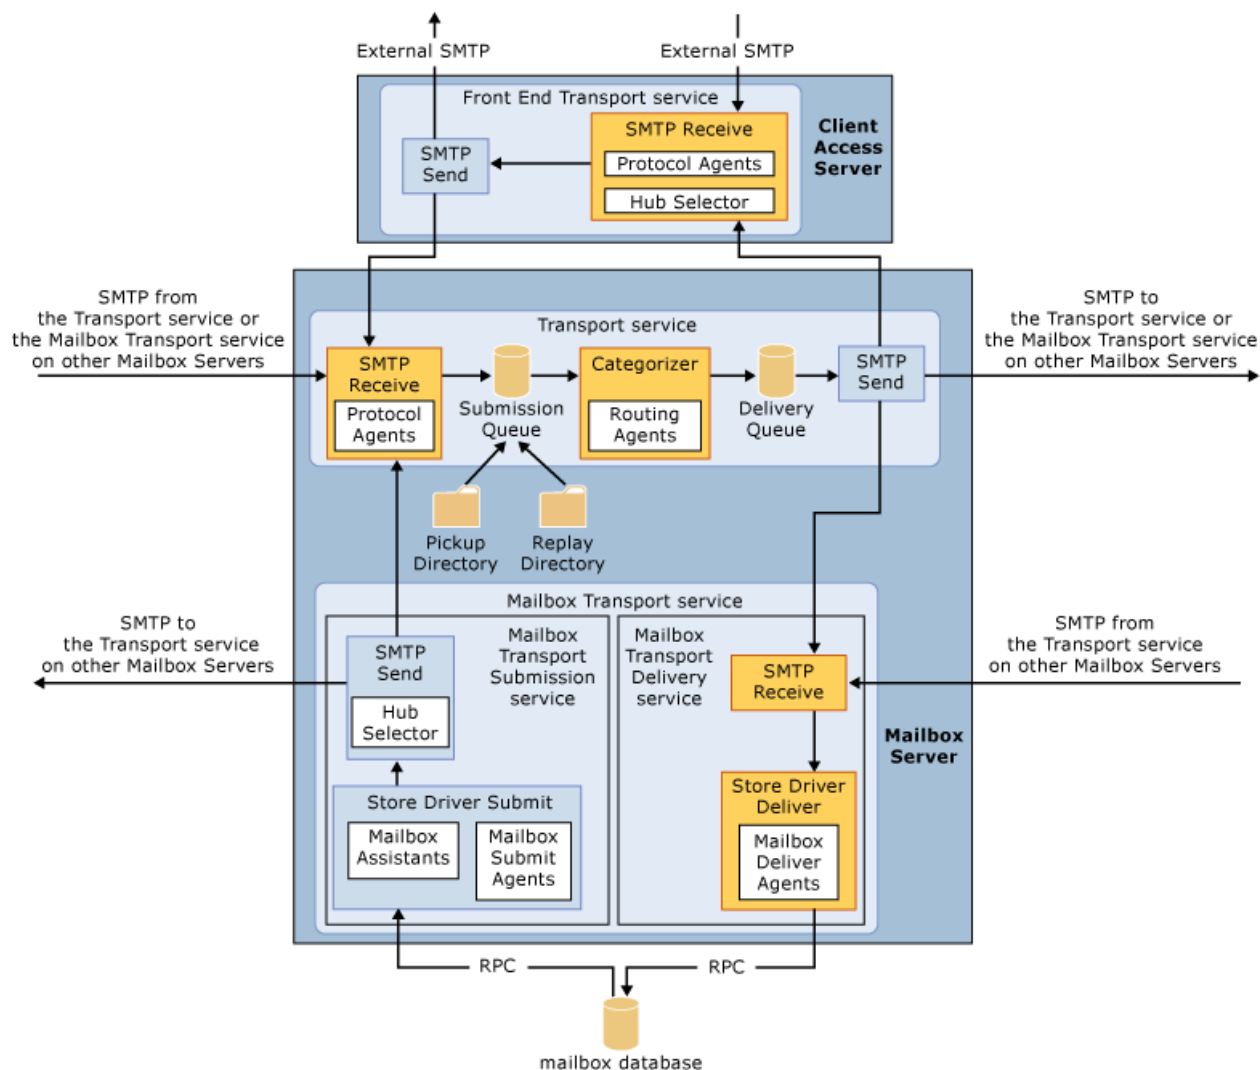 External SMTP
External SMTP
Front End Transport service
SMTP
Send
SMTP Receive
Protocol Agents
Hub Selector
Client
Access
Server
SMTP from
the Transport service or
the Mailbox Transport service
on other Mailbox Servers
SMTP to
the Transport service or
the Mailbox Transport service
on other Mailbox Servers
Transport service
SMTP
Receive
Protocol
Agents
Submission
Queue
Categorizer
Routing
Agents
Delivery
Queue
SMTP
Send
Pickup
Directory
Replay
Directory
Mailbox Transport service
SMTP to
the Transport service
on other Mailbox Servers
SMTP
Send
Hub
Selector
Mailbox
Transport
Submission
service
Mailbox
Transport
Delivery
service
SMTP
Receive
SMTP from
the Transport service
on other Mailbox Servers
Mailbox
Server
Store Driver Submit
Mailbox
Assistants
Mailbox
Submit
Agents
Store Driver
Deliver
Mailbox
Deliver
Agents
RPC
RPC
mailbox database